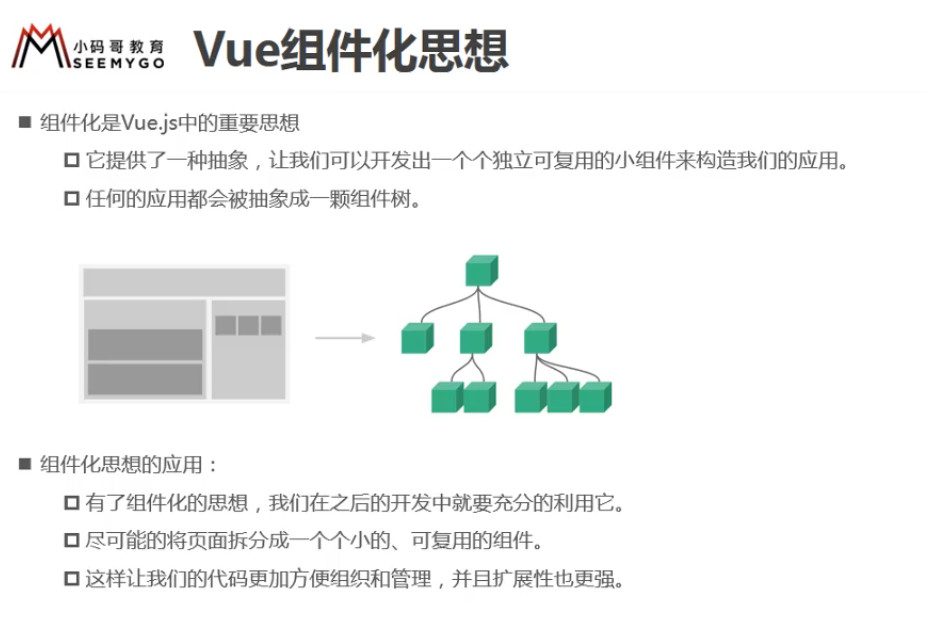 小码哥教育
SEEMYGO
Vue组件化思想
组件化是Vue.js中的重要思想
它提供了一种抽象，让我们可以开发出一个个独立可复用的小组件来构造我们的应用。
任何的应用都会被抽象成一颗组件树。
组件化思想的应用：
有了组件化的思想，我们在之后的开发中就要充分的利用它。
尽可能的将页面拆分成一个个小的、可复用的组件。
这样让我们的代码更加方便组织和管理，并且扩展性也更强。